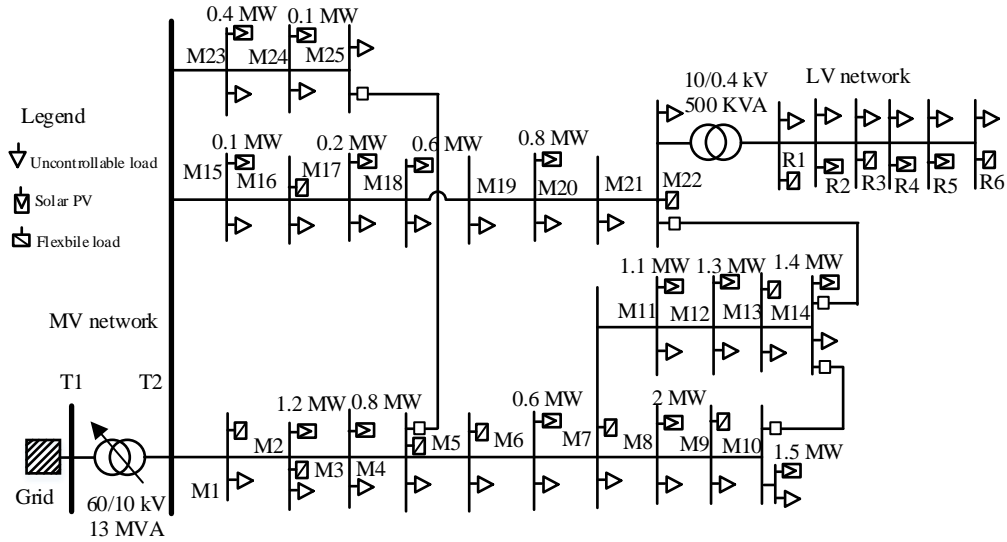 0.4 MW
0.1 MW
M23
M24
M25
10/0.4 kV
500 KVA
LV network
Legend
Uncontrollable load
Solar PV
Flexbile load
0.1 MW
0.2 MW
0.6 MW
0.8 MW
M15
M16
M17
M18
M19
M20
M21
M22
R1
R2
R3
R4
R5
R6
1.1 MW
1.3 MW
1.4 MW
M11
M12
M13
M14
MV network
T1
T2
1.2 MW
0.8 MW
0.6 MW
2 MW
M1
M2
M3
M4
M5
M6
M7
M8
M9
M10
1.5 MW
Grid
60/10 kV
13 MVA